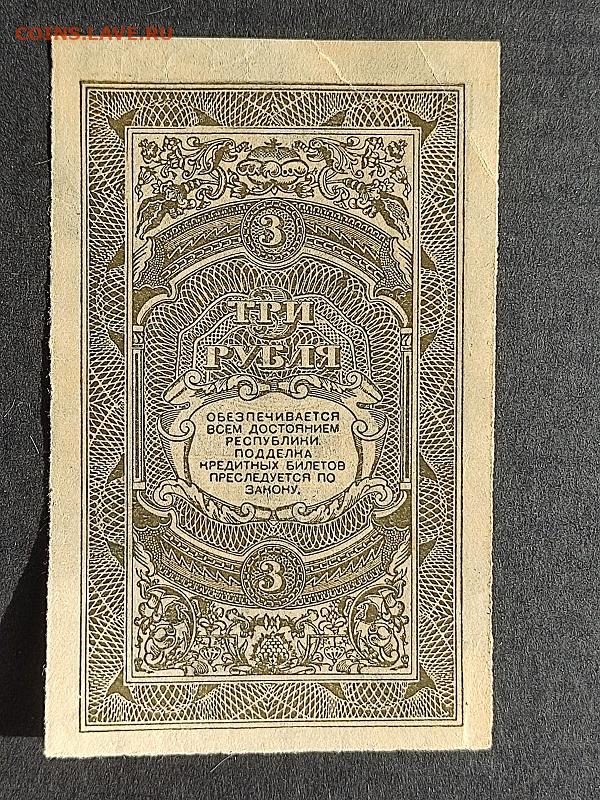 COINS.LAVE.RU
3
ТРИ
РУБЛЯ
ОБЕЗПЕЧИВАЕТСЯ
ВСЕМ ДОСТОЯНИЕМ
РЕСПУБЛИКИ.
ПОДДЕЛКА
КРЕДИТНЫХ БИЛЕТОВ
ПРЕСЛЕДУЕТСЯ ПО
ЗАКОНУ.
3